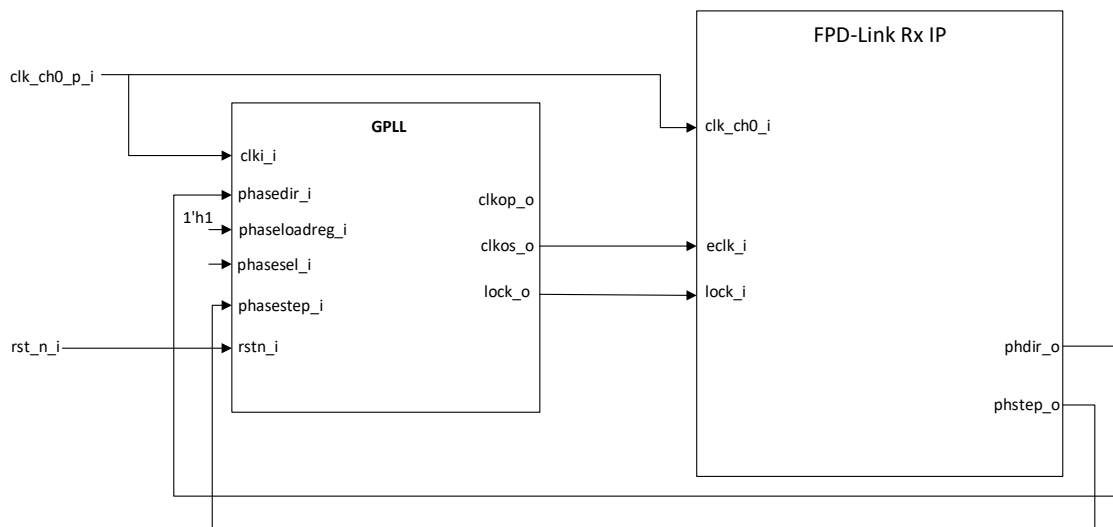 FPD-Link Rx IP
clk_ch0_p_i
GPLL
clk_ch0_i
clki_i
phasedir_i
clkop_o
1'h1
phaseloadreg_i
clkos_o
eclk_i
phasesel_i
lock_o
lock_i
phasestep_i
rst_n_i
rstn_i
phdir_o
phstep_o